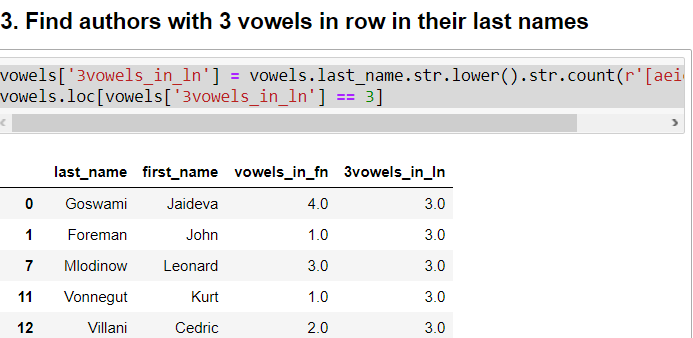 3. Find authors with 3 vowels in row in their last names
vowels['3vowels_in_ln'] = vowels.last_name.str.lower().str.count(r'[aei
vowels.loc[vowels['3vowels_in_ln'] == 3]
last_name first_name vowels_in_fn 3vowels_in_ln
0 Goswami Jaideva 4.0 3.0
1 Foreman John 1.0 3.0
7 Mlodinow Leonard 3.0 3.0
11 Vonnegut Kurt 1.0 3.0
12 Villani Cedric 2.0 3.0